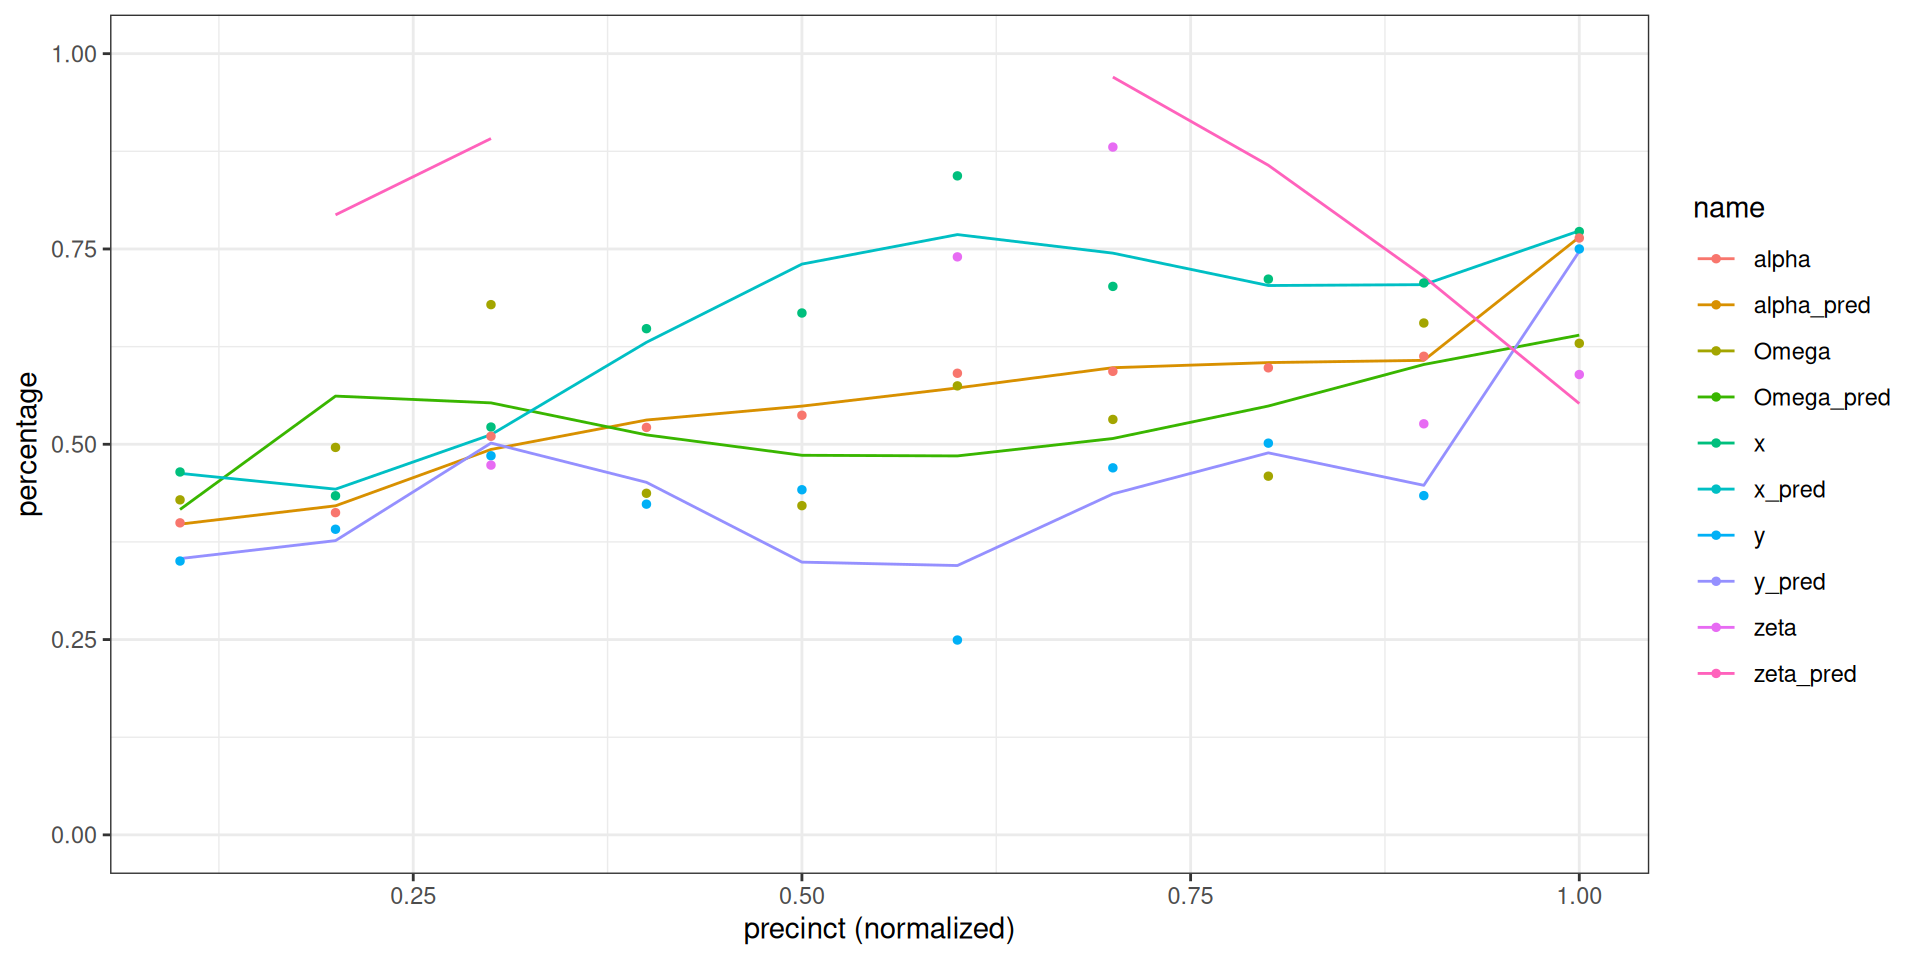 1.00
0.75
0.50
0.25
0.00
percentage
0.25
0.50
0.75
1.00
precinct (normalized)
name
alpha
alpha_pred
Omega
Omega_pred
x
x_pred
y
y_pred
zeta
zeta_pred